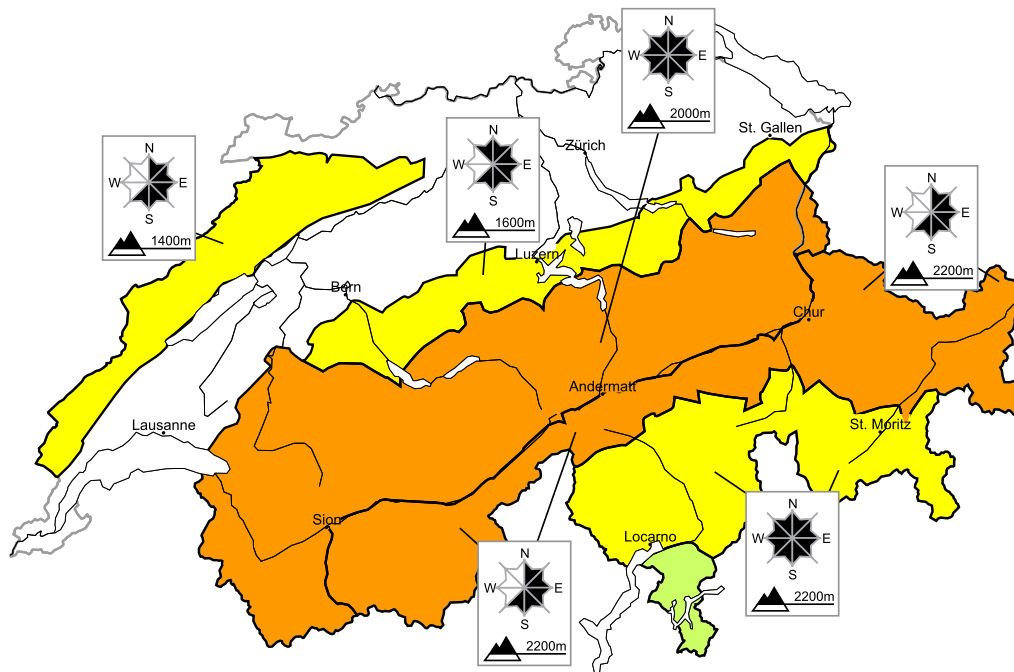 N
W E
S
2000m
St. Gallen
Zürich
N
W E
S
1600m
N
W E
S
1400m
N
W E
S
2200m
Luzern
Bern
Chur
Andermatt
Lausanne
St. Moritz
Sion
Locarno
N
W E
S
2200m
N
W E
S
2200m